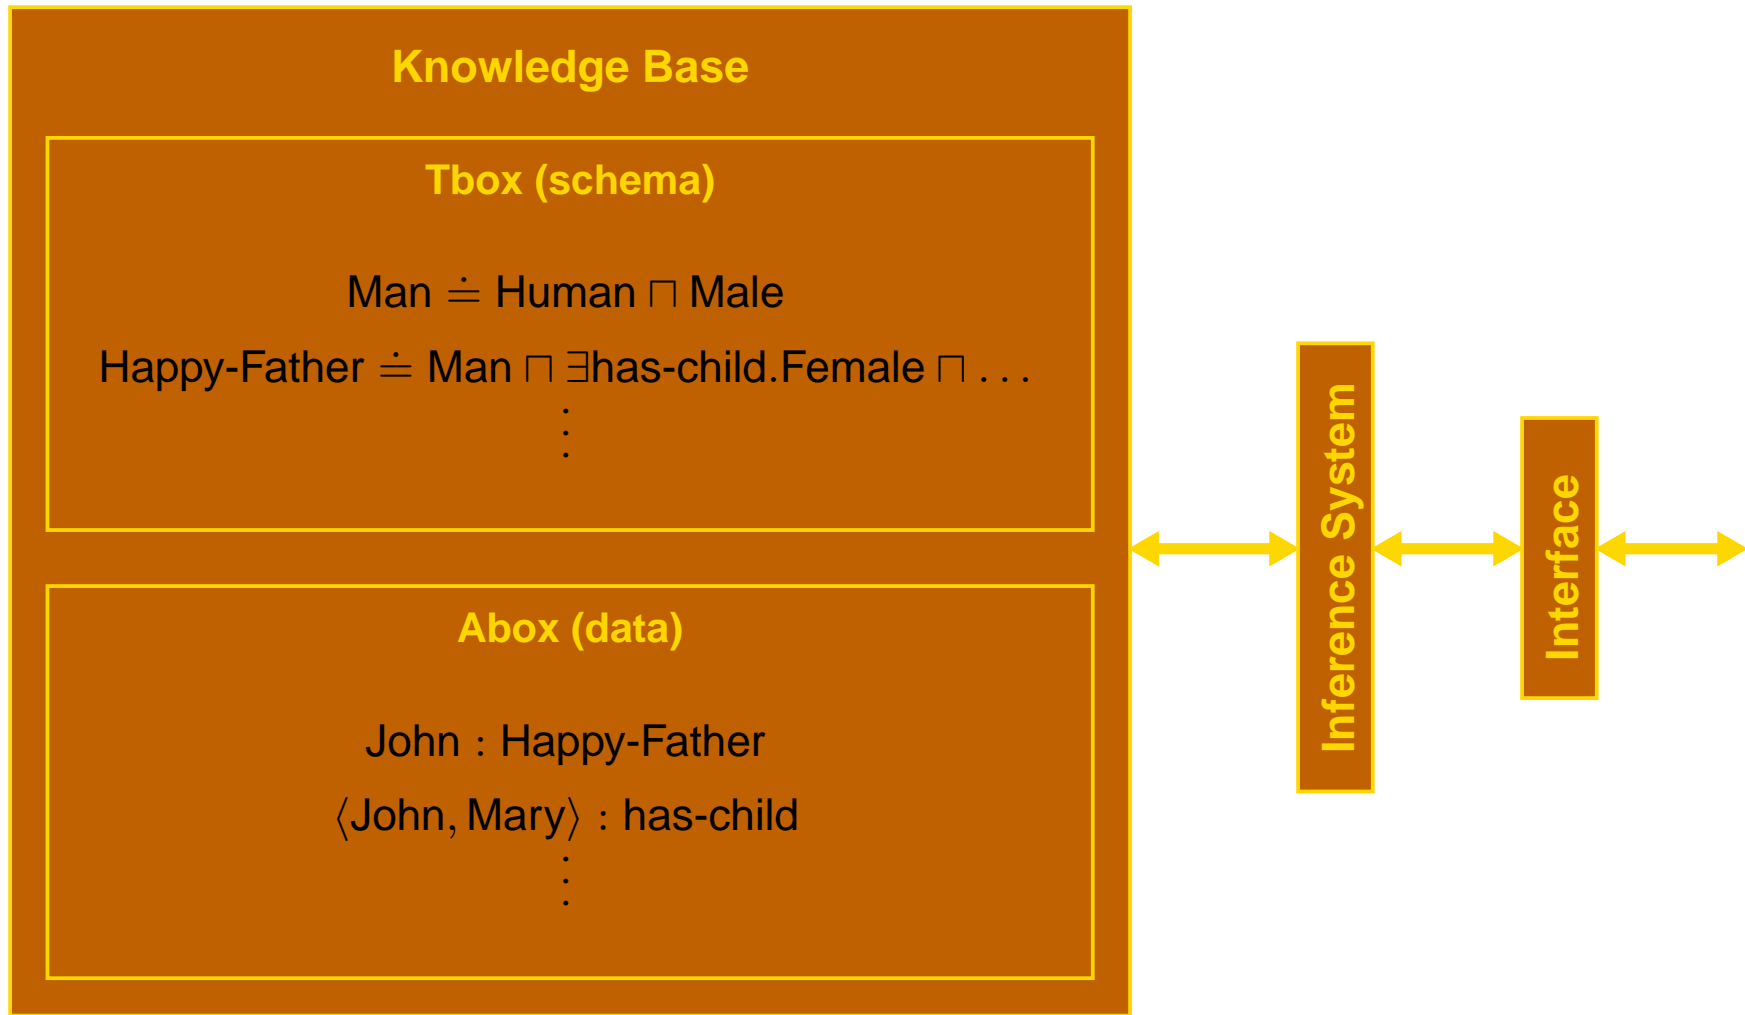 Knowledge Base
Tbox (schema)
Man ≐ Human ⊓ Male
Happy-Father ≐ Man ⊓ ∃has-child.Female ⊓ . . .
⋮
Abox (data)
John : Happy-Father
⟨John, Mary⟩ : has-child
⋮
Inference System
Interface